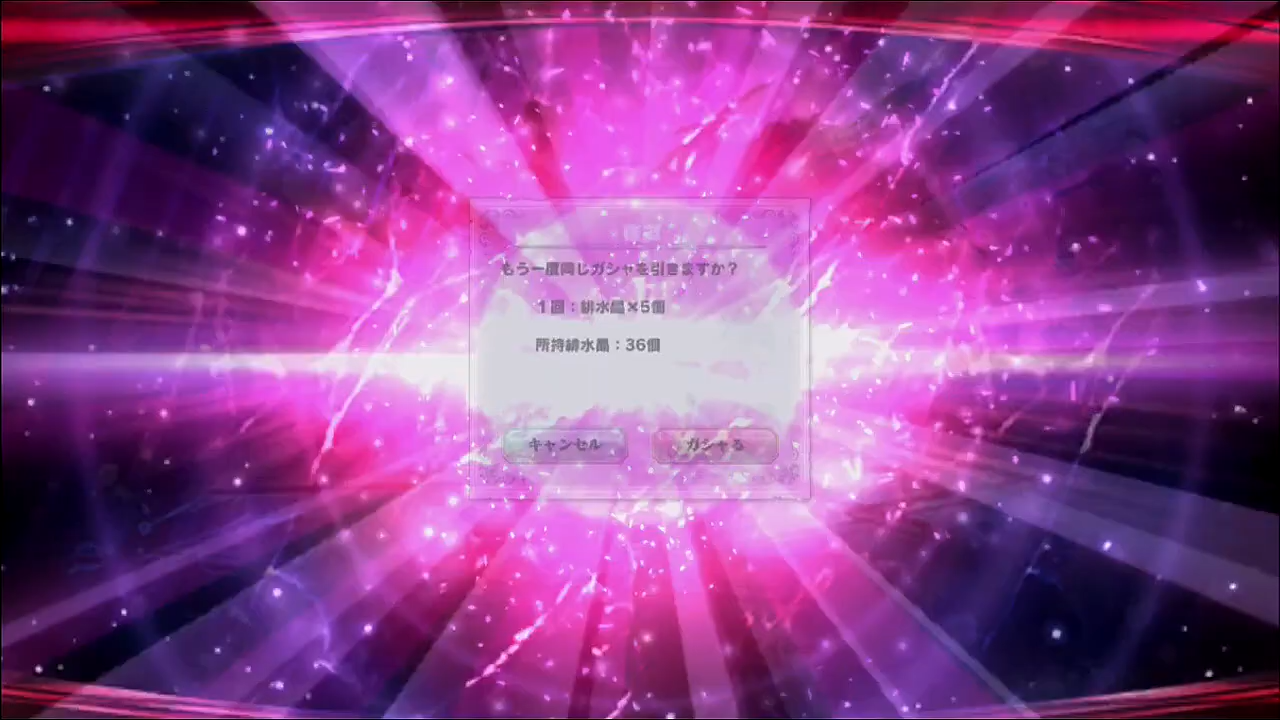 もう一度同じガシャを引きますか？
1回：緋水晶×5個
所持緋水晶：36個
キャンセル
ガシャる